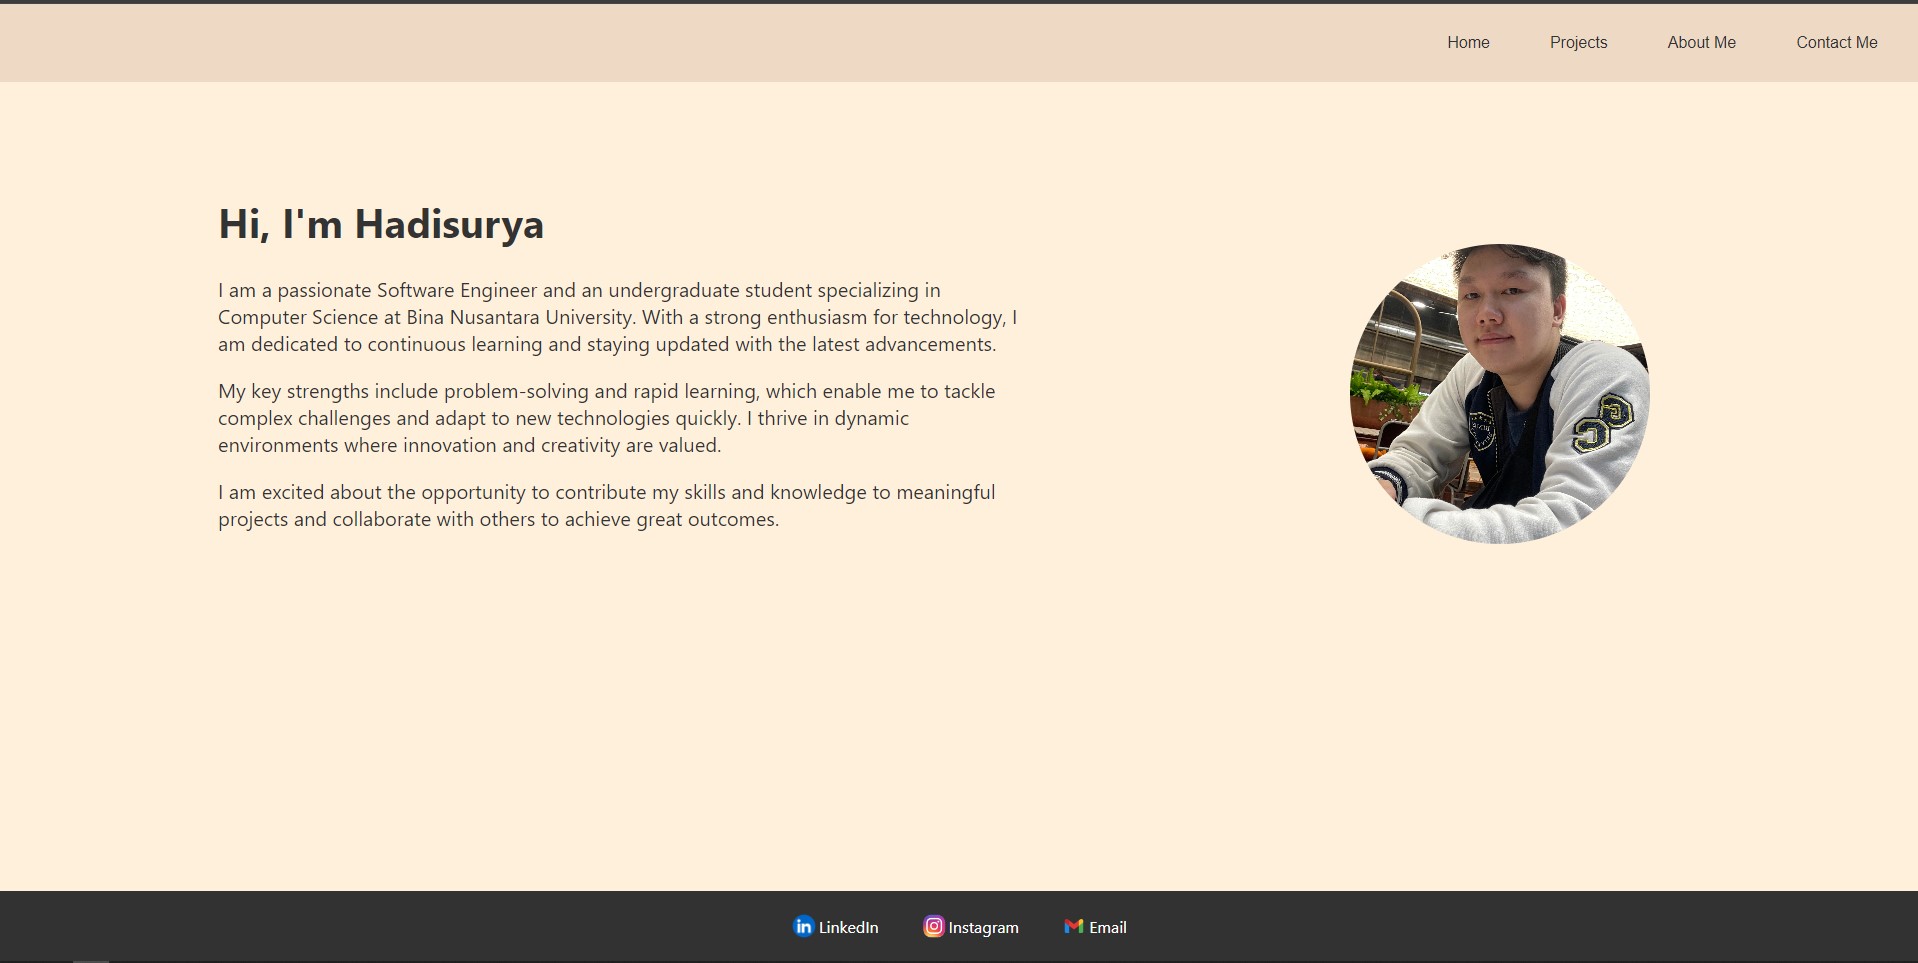 Home Projects About Me Contact Me
Hi, I'm Hadisurya
I am a passionate Software Engineer and an undergraduate student specializing in
Computer Science at Bina Nusantara University. With a strong enthusiasm for technology, I
am dedicated to continuous learning and staying updated with the latest advancements.
My key strengths include problem-solving and rapid learning, which enable me to tackle
complex challenges and adapt to new technologies quickly. I thrive in dynamic
environments where innovation and creativity are valued.
I am excited about the opportunity to contribute my skills and knowledge to meaningful
projects and collaborate with others to achieve great outcomes.
LinkedIn Instagram Email